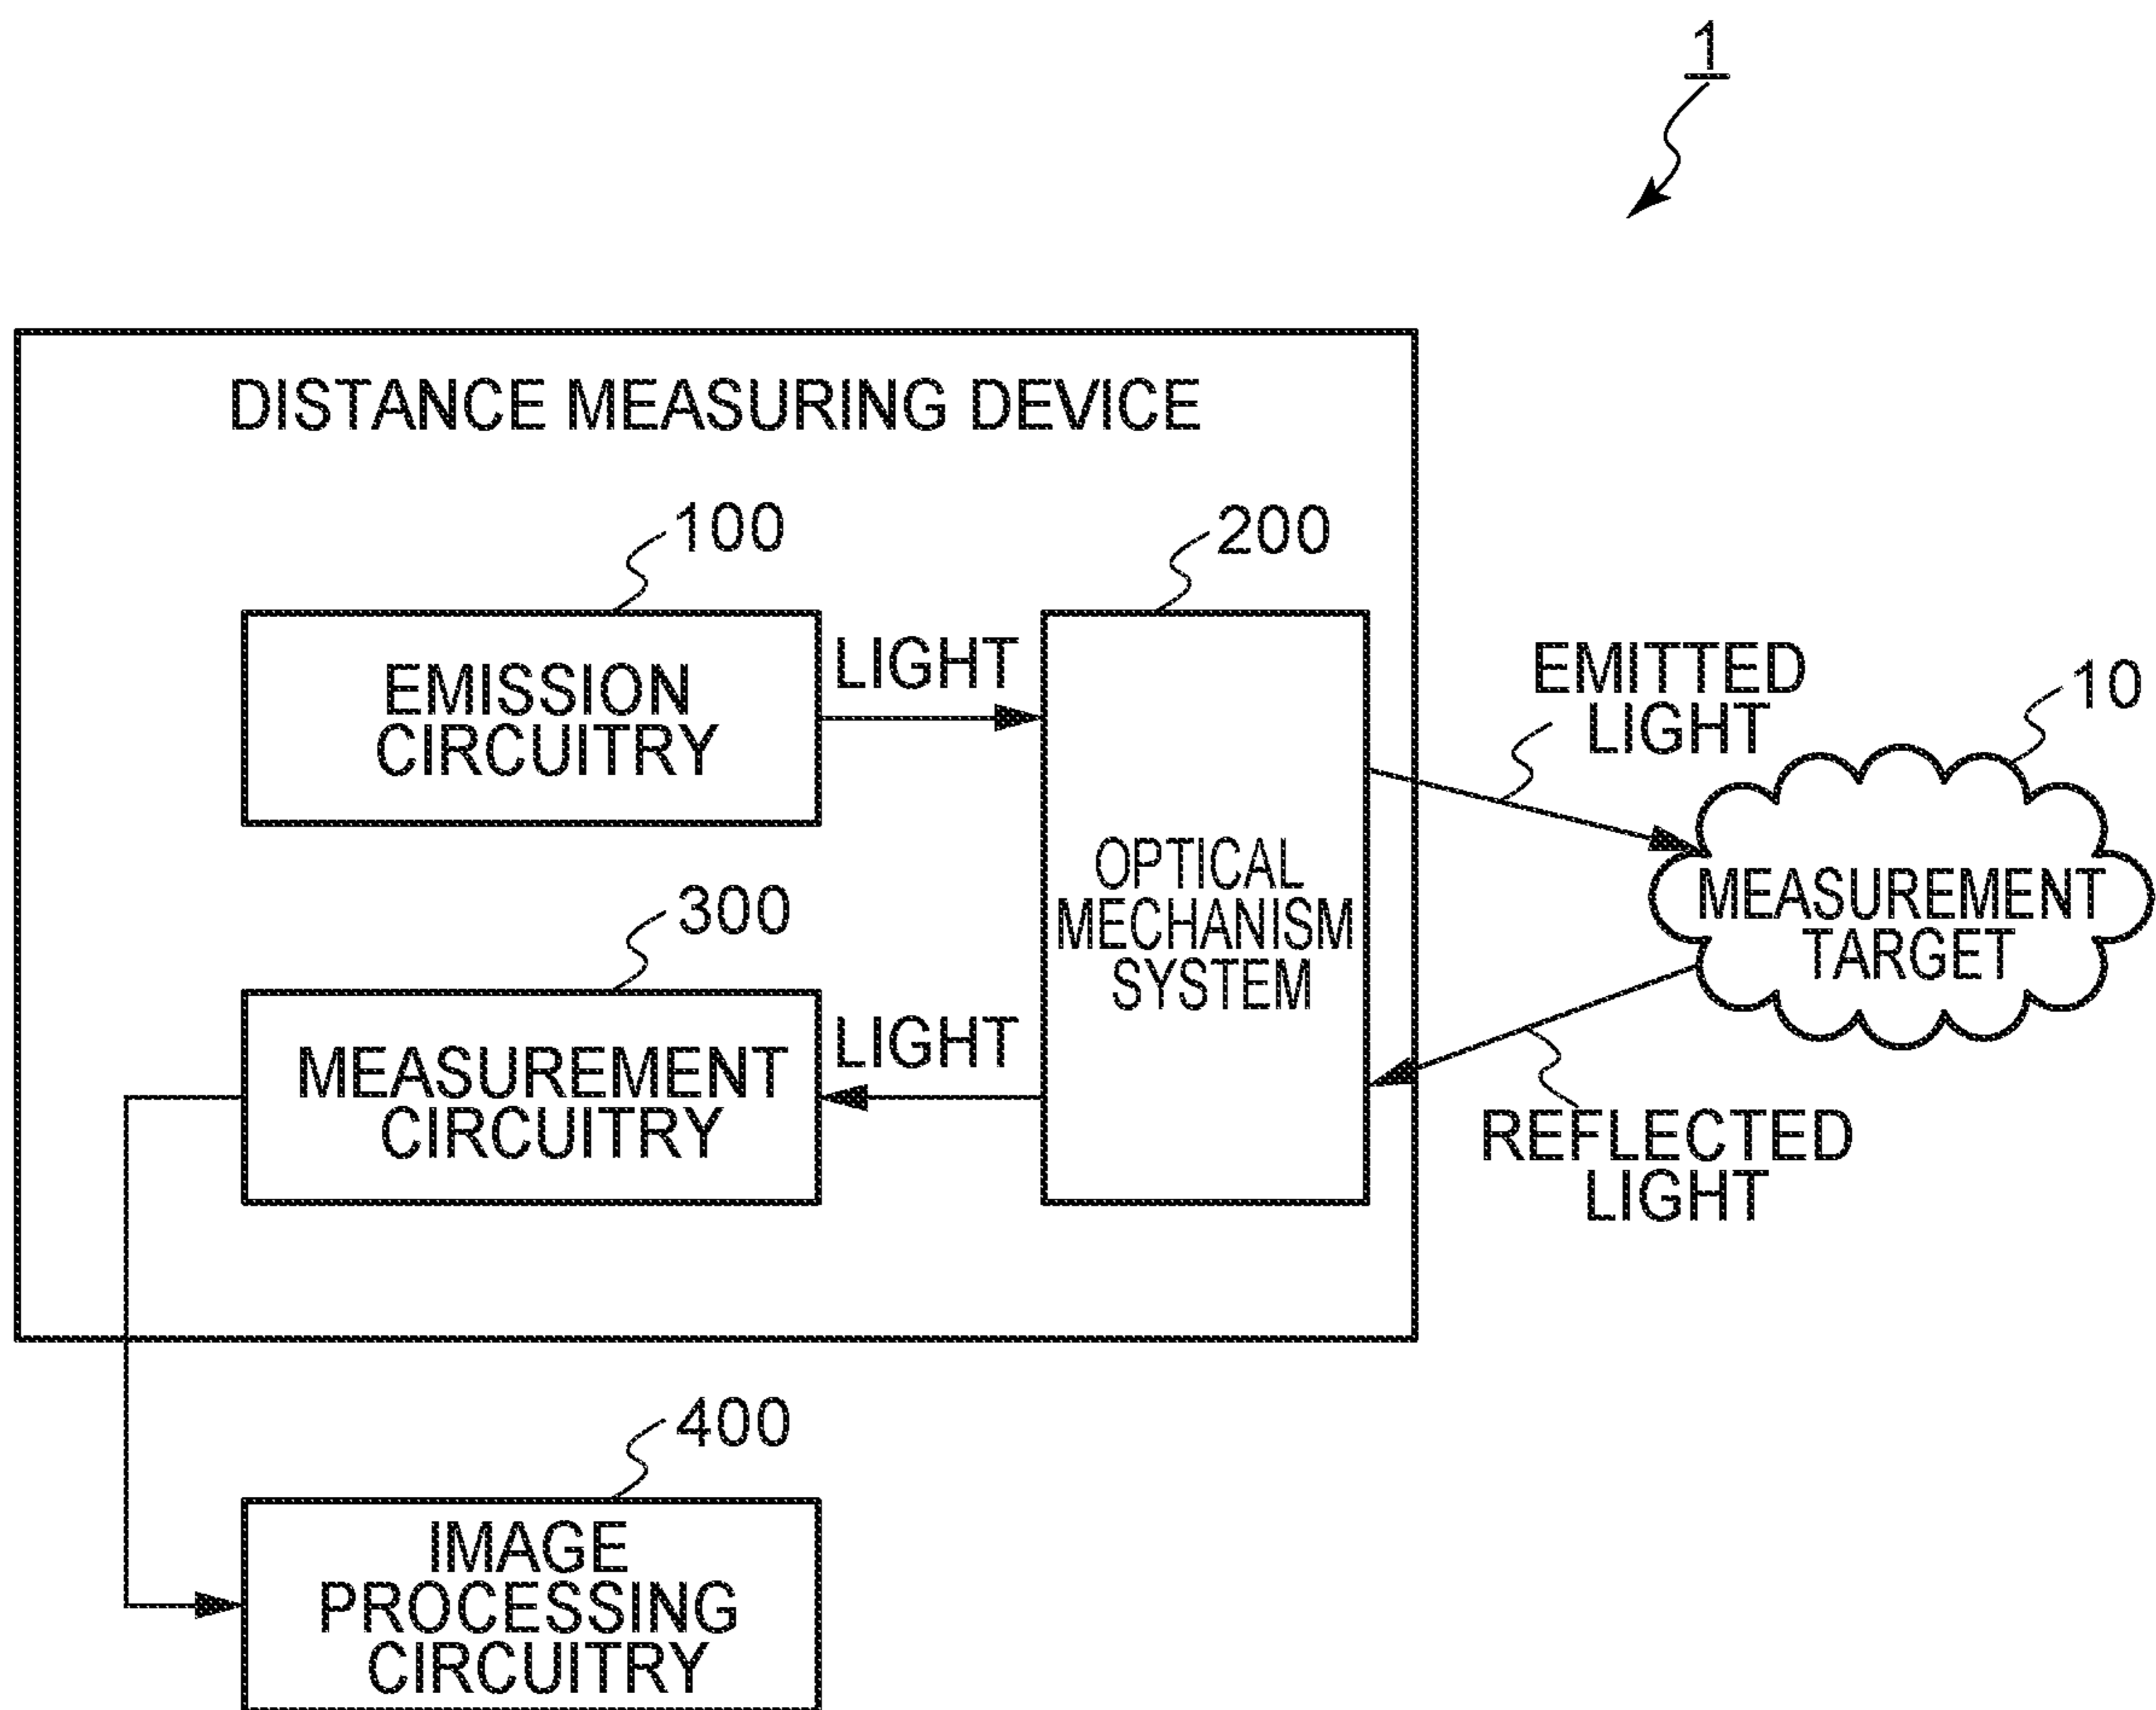 1
DISTANCE MEASURING DEVICE
100
200
EMISSION
CIRCUITRY
LIGHT
EMITTED
LIGHT
10
OPTICAL
MECHANISM
SYSTEM
MEASUREMENT
TARGET
300
MEASUREMENT
CIRCUITRY
LIGHT
REFLECTED
LIGHT
400
IMAGE
PROCESSING
CIRCUITRY